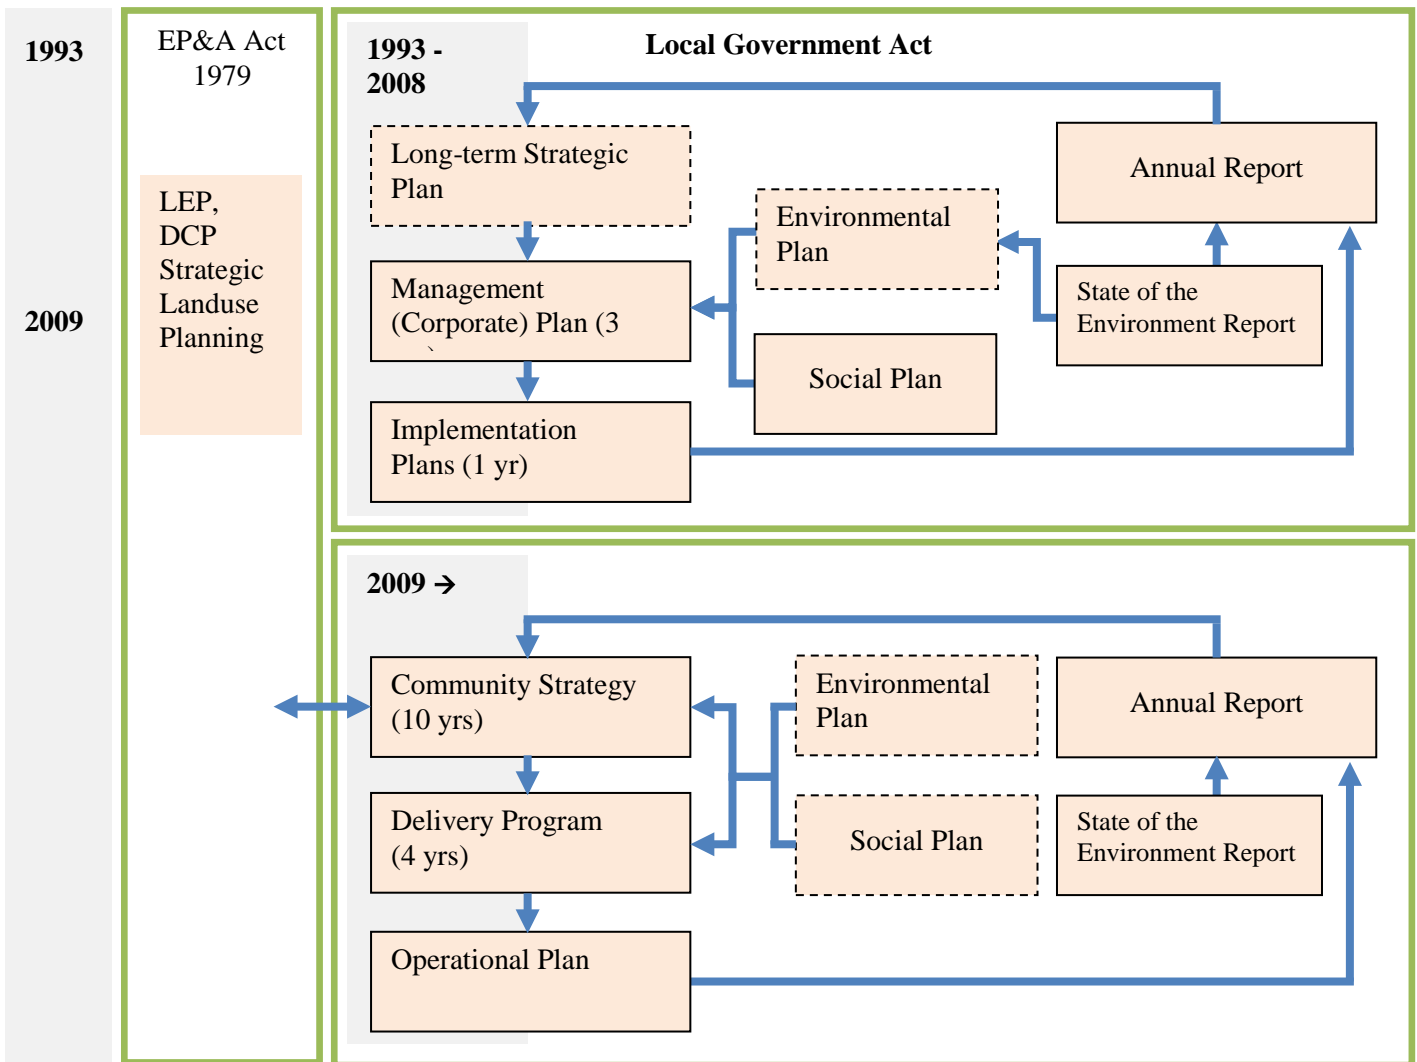 1993
2009
EP&A Act
1979
LEP,
DCP
Strategic
Landuse
Planning
Local Government Act
1993 -
2008
Long-term Strategic
Plan
Management
(Corporate) Plan (3
Implementation
Plans (1 yr)
Environmental
Plan
Social Plan
Annual Report
State of the
Environment Report
2009 →
Community Strategy
(10 yrs)
Delivery Program
(4 yrs)
Operational Plan
Environmental
Plan
Social Plan
Annual Report
State of the
Environment Report